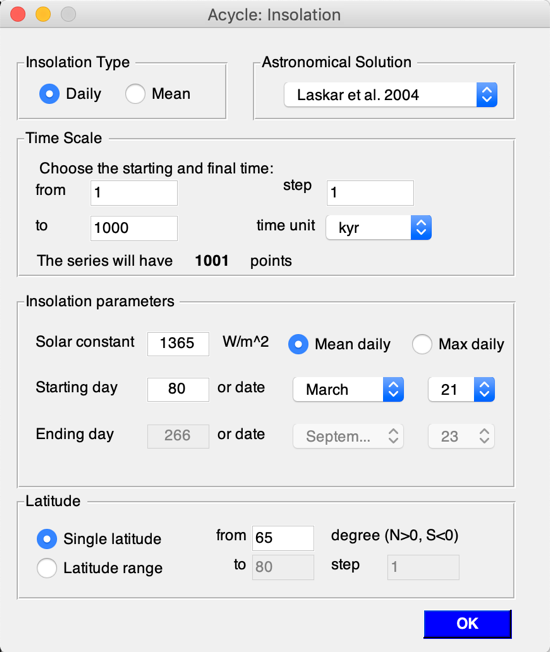 Acycle: Insolation
Insolation Type
Daily Mean
Astronomical Solution
Laskar et al. 2004
Time Scale
Choose the starting and final time:
from 1 step 1
to 1000 time unit kyr
The series will have 1001 points
Insolation parameters
Solar constant 1365 W/m^2 Mean daily Max daily
Starting day 80 or date March 21
Ending day 266 or date Septem... 23
Latitude
Single latitude from 65 degree (N>0, S<0)
Latitude range to 80 step 1
OK